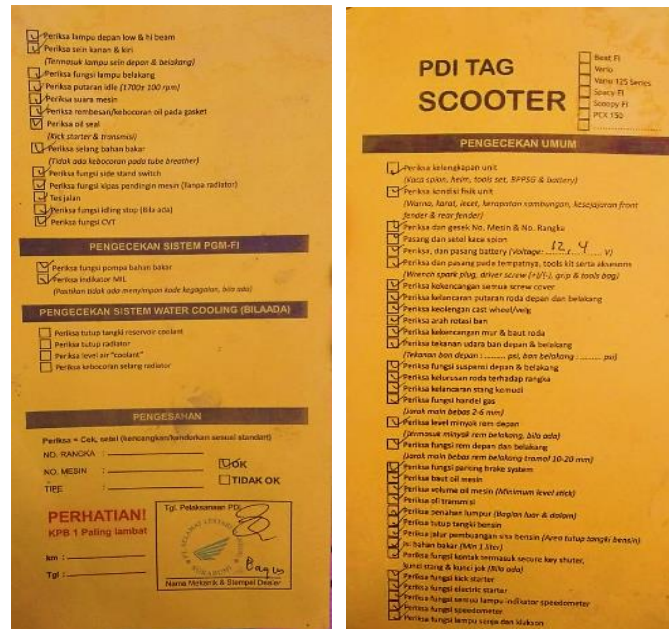 Periksa lampu depan low & hi beam
Periksa sein kanan & kiri
(Termasuk lampu sein depan & belakang)
Periksa fungsi lampu belakang
Periksa putaran idle (1700± 100 rpm)
Periksa suara mesin
Periksa rembesan/kebocoran oil pada gasket
Periksa oil seal
(Kick starter & transmisi)
Periksa selang bahan bakar
(Tidak ada kebocoran pada tube breather)
Periksa fungsi side stand switch
Periksa fungsi kipas pendingin mesin (Tanpa radiator)
Tes jalan
Periksa fungsi idling stop (Bila ada)
Periksa fungsi CVT
PENGECEKAN SISTEM PGM-FI
Periksa fungsi pompa bahan bakar
Periksa indikator MIL
(Pastikan tidak ada menyimpan kode kegagalan, bila ada)
PENGECEKAN SISTEM WATER COOLING (BILAADA)
Periksa tutup tangki reservoir coolant
Periksa tutup radiator
Periksa level air "coolant"
Periksa kebocoran selang radiator
PENGESAHAN
Periksa = Cek, setel (kencangkan/kendorkan sesuai standart)
NO. RANGKA :
NO. MESIN :
TIPE :
OK
TIDAK OK
PERHATIAN!
KPB 1 Paling lambat
km :
Tgl :
Tgl. Pelaksanaan PDI
SUKABUMI
Bagus
Nama Mekanik & Stempel Dealer
PDI TAG
SCOOTER
Beat FI
Vario
Vario 125 Series
Spacy FI
Scoopy FI
PCX 150
PENGECEKAN UMUM
Periksa kelengkapan unit
(Kaca spion, helm, tools set, BPPSG & battery)
Periksa kondisi fisik unit
(Warna, karat, lecet, kerapatan sambungan, kesejajaran front
fender & rear fender)
Periksa dan gesek No. Mesin & No. Rangka
Pasang dan setel kaca spion
Periksa, dan pasang battery (Voltage: 12,4 V)
Periksa dan pasang pada tempatnya, tools kit serta aksesoris
(Wrench spark plug, driver screw (+)/(-), grip & tools bag)
Periksa kekencangan semua screw cover
Periksa kelancaran putaran roda depan dan belakang
Periksa keolengan cast wheel/velg
Periksa arah rotasi ban
Periksa kekencangan mur & baut roda
Periksa tekanan udara ban depan & belakang
(Tekanan ban depan : ........ psi, ban belakang : ........ psi)
Periksa fungsi suspensi depan & belakang
Periksa kelurusan roda terhadap rangka
Periksa kelancaran stang kemudi
Periksa fungsi handel gas
(Jarak main bebas 2-6 mm)
Periksa level minyak rem depan
(Termasuk minyak rem belakang, bila ada)
Periksa fungsi rem depan dan belakang
(Jarak main bebas rem belakang tromol 10-20 mm)
Periksa fungsi parking brake system
Periksa baut oil mesin
Periksa volume oil mesin (Minimum level stick)
Periksa oli transmisi
Periksa penahan lumpur (Bagian luar & dalam)
Periksa tutup tangki bensin
Periksa jalur pembuangan sisa bensin (Area tutup tangki bensin)
Isi bahan bakar (Min 1 liter)
Periksa fungsi kontak termasuk secure key shuter,
kunci stang & kunci jok (Bila ada)
Periksa fungsi kick starter
Periksa fungsi electric starter
Periksa fungsi semua lampu indikator speedometer
Periksa fungsi speedometer
Periksa fungsi lampu senja dan klakson